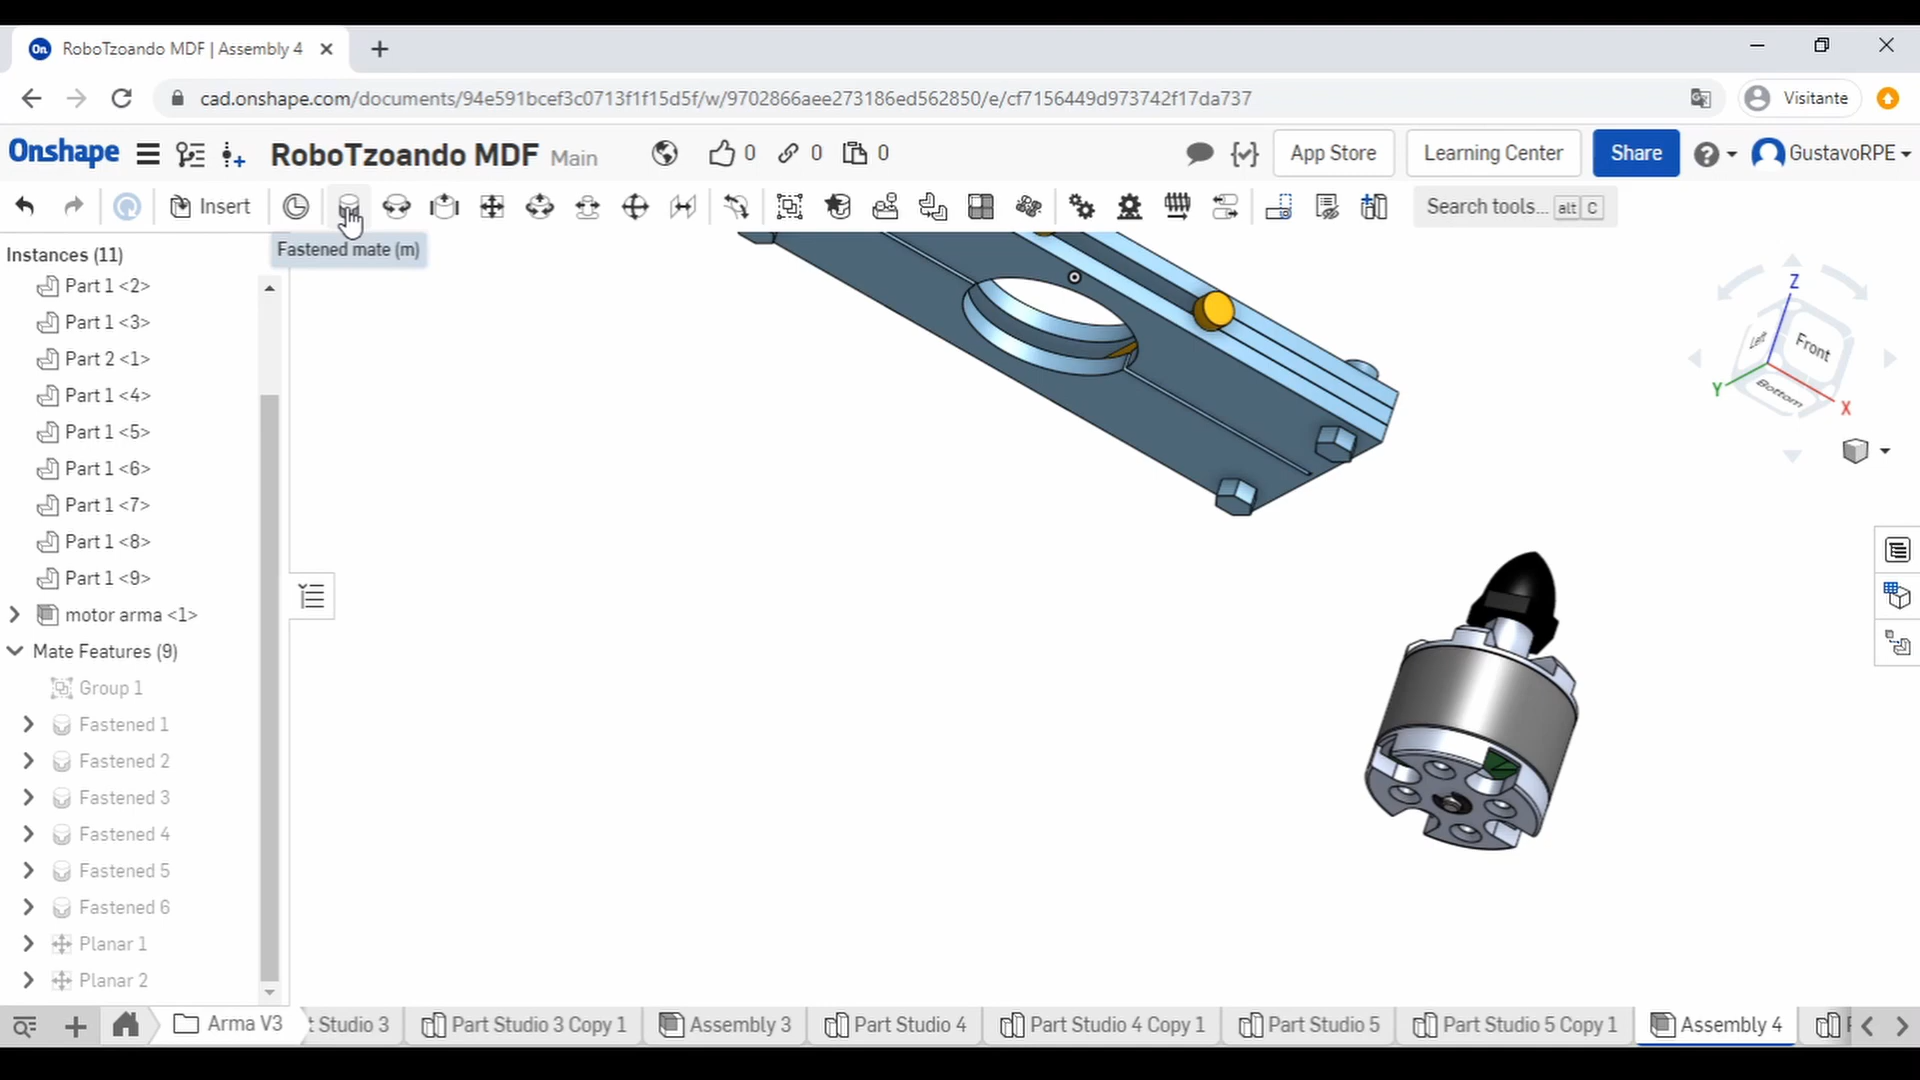 On RoboTzoando MDF | Assembly 4
cad.onshape.com/documents/94e591bcef3c0713f1f15d5f/w/9702866aee273186ed562850/e/cf7156449d973742f17da737
Visitante
Onshape
RoboTzoando MDF Main
0
0
0
App Store
Learning Center
Share
GustavoRPE
Insert
Search tools... alt C
Fastened mate (m)
Instances (11)
Part 1 <2>
Part 1 <3>
Part 2 <1>
Part 1 <4>
Part 1 <5>
Part 1 <6>
Part 1 <7>
Part 1 <8>
Part 1 <9>
motor arma <1>
Mate Features (9)
Group 1
Fastened 1
Fastened 2
Fastened 3
Fastened 4
Fastened 5
Fastened 6
Planar 1
Planar 2
Z
Left
Front
Bottom
Y
X
Arma V3
t Studio 3
Part Studio 3 Copy 1
Assembly 3
Part Studio 4
Part Studio 4 Copy 1
Part Studio 5
Part Studio 5 Copy 1
Assembly 4